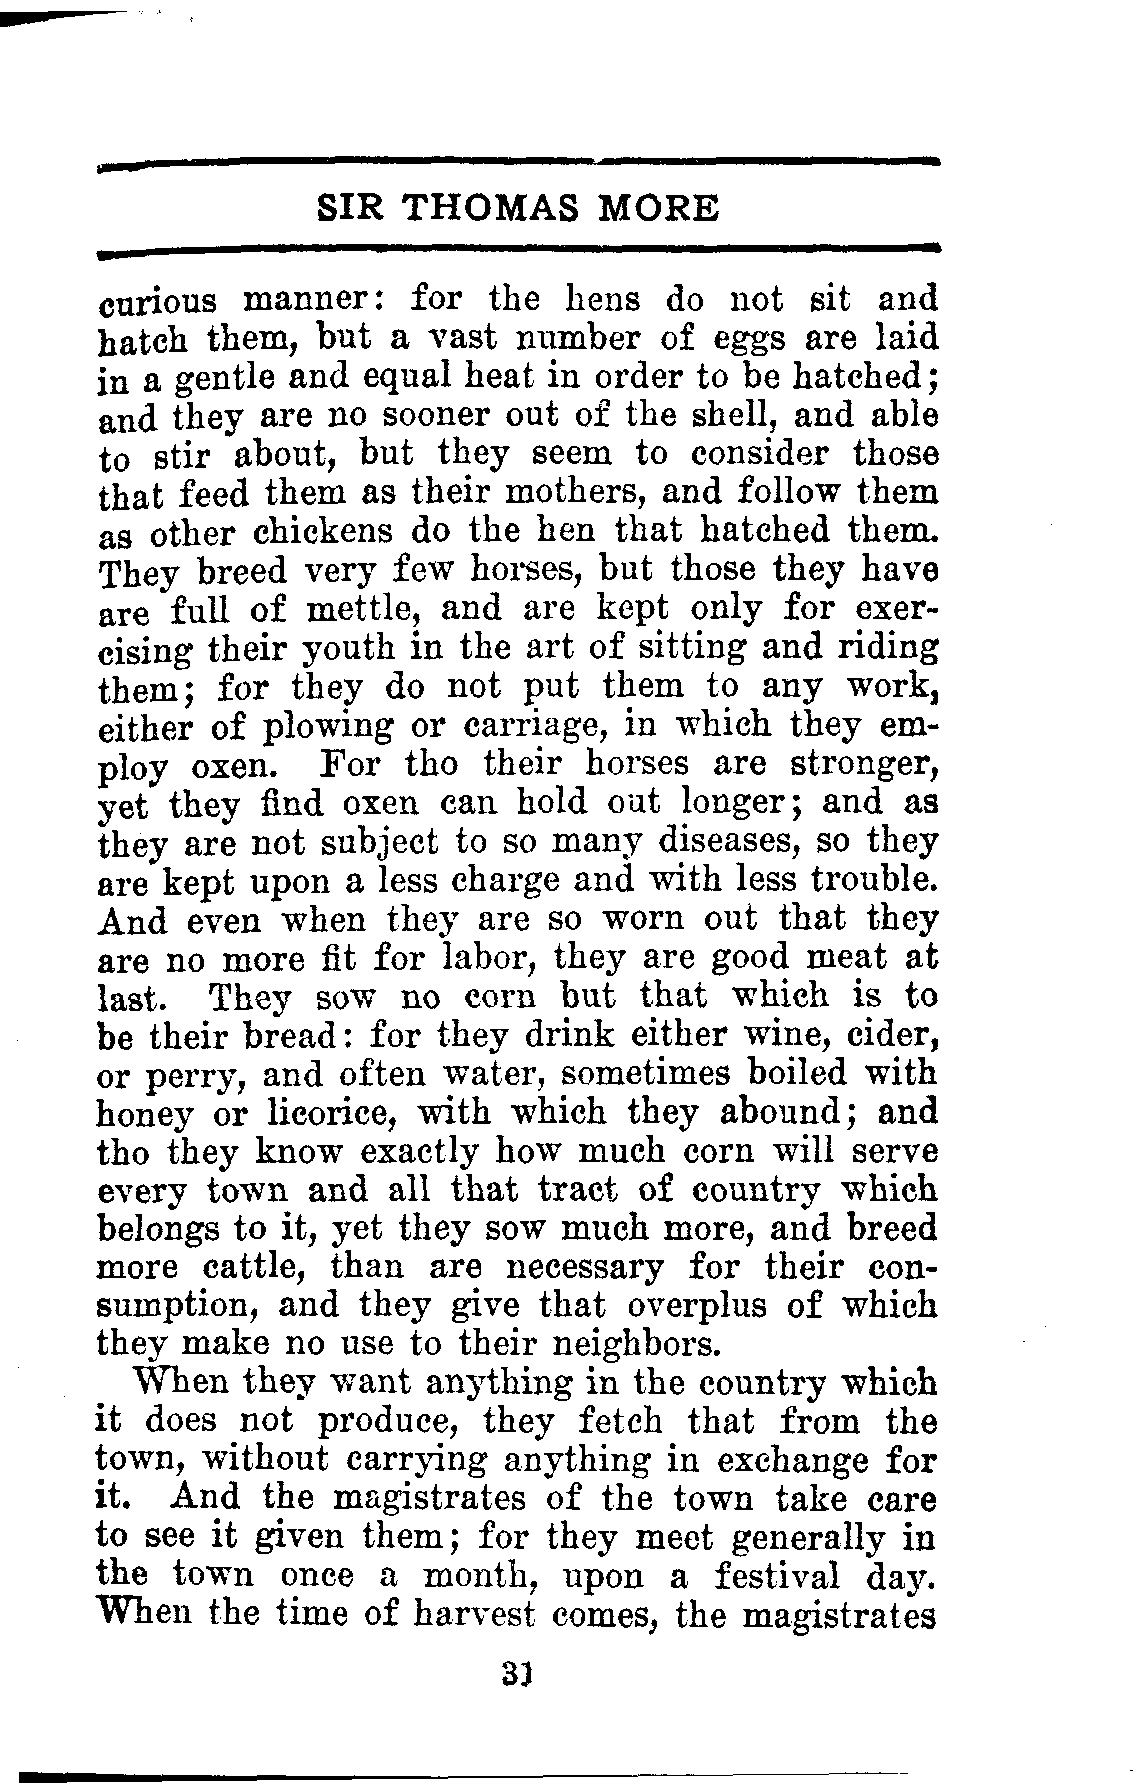 SIR THOMAS MORE
curious manner: for the hens do not sit and
hatch them, but a vast number of eggs are laid
in a gentle and equal heat in order to be hatched;
and they are no sooner out of the shell, and able
to stir about, but they seem to consider those
that feed them as their mothers, and follow them
as other chickens do the hen that hatched them.
They breed very few horses, but those they have
are full of mettle, and are kept only for exer-
cising their youth in the art of sitting and riding
them; for they do not put them to any work,
either of plowing or carriage, in which they em-
ploy oxen. For tho their horses are stronger,
yet they find oxen can hold out longer; and as
they are not subject to so many diseases, so they
are kept upon a less charge and with less trouble.
And even when they are so worn out that they
are no more fit for labor, they are good meat at
last. They sow no corn but that which is to
be their bread: for they drink either wine, cider,
or perry, and often water, sometimes boiled with
honey or licorice, with which they abound; and
tho they know exactly how much corn will serve
every town and all that tract of country which
belongs to it, yet they sow much more, and breed
more cattle, than are necessary for their con-
sumption, and they give that overplus of which
they make no use to their neighbors.
When they want anything in the country which
it does not produce, they fetch that from the
town, without carrying anything in exchange for
it. And the magistrates of the town take care
to see it given them; for they meet generally in
the town once a month, upon a festival day.
When the time of harvest comes, the magistrates
31